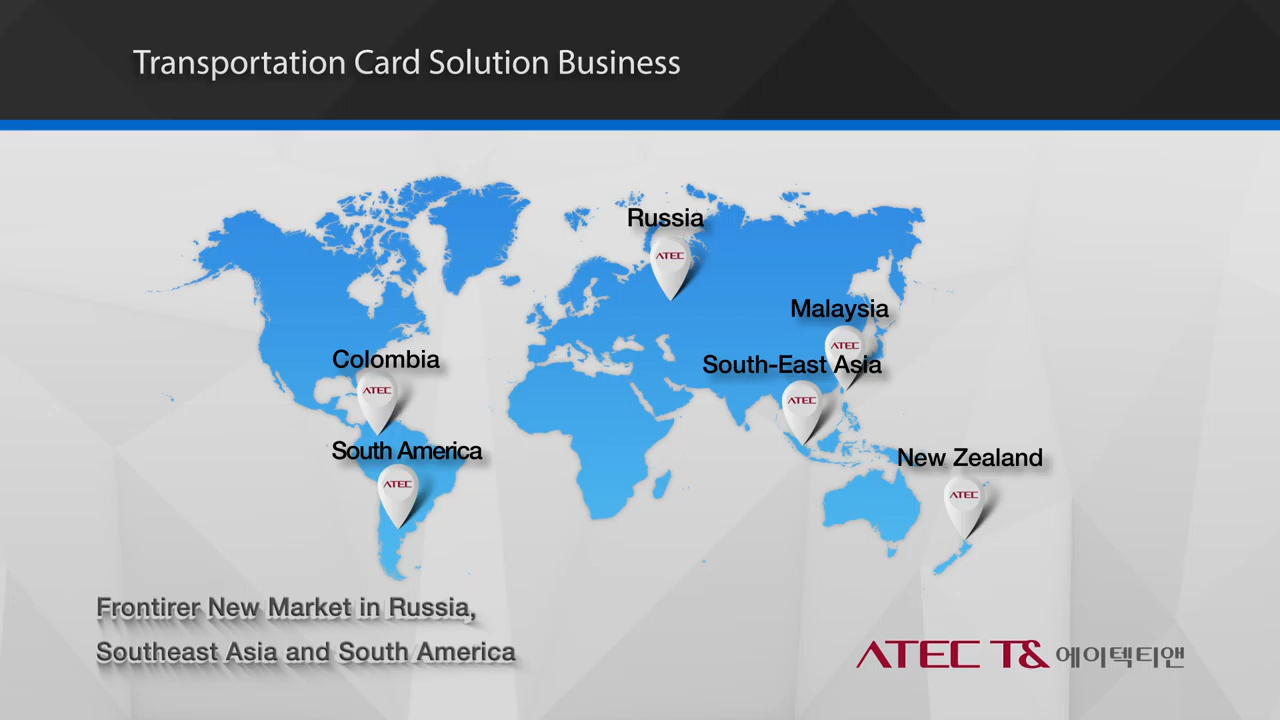 Transportation Card Solution Business
Russia
ATEC
Malaysia
ATEC
Colombia
ATEC
South-East Asia
ATEC
South America
ATEC
New Zealand
ATEC
Frontirer New Market in Russia,
Southeast Asia and South America
ATEC T& 에이텍티앤